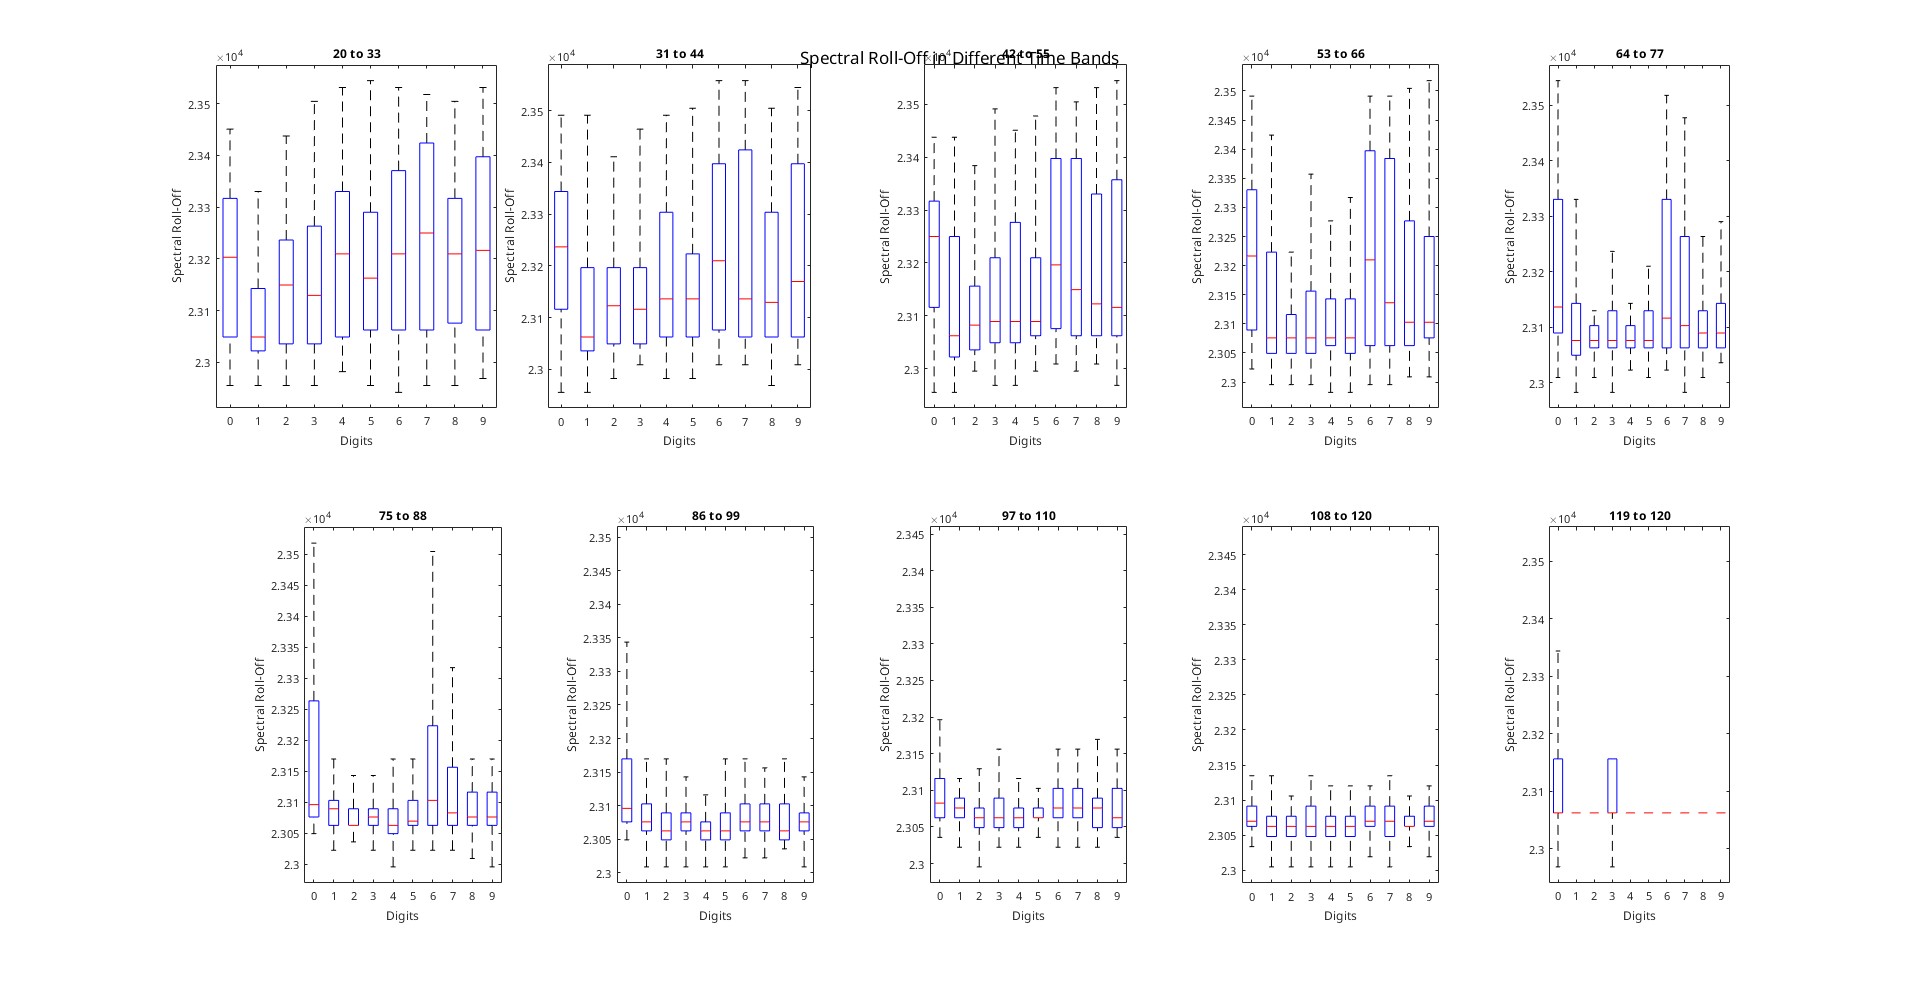 Spectral Roll-Off in Different Time Bands
20 to 33
×10⁴
2.35
2.34
2.33
2.32
2.31
2.3
Spectral Roll-Off
0 1 2 3 4 5 6 7 8 9
Digits
31 to 44
×10⁴
2.35
2.34
2.33
2.32
2.31
2.3
Spectral Roll-Off
0 1 2 3 4 5 6 7 8 9
Digits
42 to 55
×10⁴
2.35
2.34
2.33
2.32
2.31
2.3
Spectral Roll-Off
0 1 2 3 4 5 6 7 8 9
Digits
53 to 66
×10⁴
2.35
2.345
2.34
2.335
2.33
2.325
2.32
2.315
2.31
2.305
2.3
Spectral Roll-Off
0 1 2 3 4 5 6 7 8 9
Digits
64 to 77
×10⁴
2.35
2.34
2.33
2.32
2.31
2.3
Spectral Roll-Off
0 1 2 3 4 5 6 7 8 9
Digits
75 to 88
×10⁴
2.35
2.345
2.34
2.335
2.33
2.325
2.32
2.315
2.31
2.305
2.3
Spectral Roll-Off
0 1 2 3 4 5 6 7 8 9
Digits
86 to 99
×10⁴
2.35
2.345
2.34
2.335
2.33
2.325
2.32
2.315
2.31
2.305
2.3
Spectral Roll-Off
0 1 2 3 4 5 6 7 8 9
Digits
97 to 110
×10⁴
2.345
2.34
2.335
2.33
2.325
2.32
2.315
2.31
2.305
2.3
Spectral Roll-Off
0 1 2 3 4 5 6 7 8 9
Digits
108 to 120
×10⁴
2.345
2.34
2.335
2.33
2.325
2.32
2.315
2.31
2.305
2.3
Spectral Roll-Off
0 1 2 3 4 5 6 7 8 9
Digits
119 to 120
×10⁴
2.35
2.34
2.33
2.32
2.31
2.3
Spectral Roll-Off
0 1 2 3 4 5 6 7 8 9
Digits